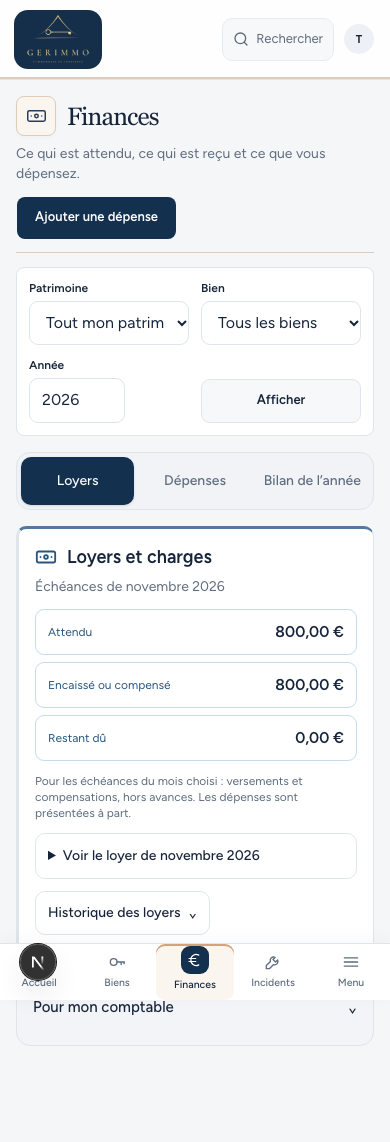 GERIMMO
Rechercher
T
Finances
Ce qui est attendu, ce qui est reçu et ce que vous
dépensez.
Ajouter une dépense
Patrimoine
Bien
Tout mon patrim
Tous les biens
Année
2026
Afficher
Loyers
Dépenses
Bilan de l'année
Loyers et charges
Échéances de novembre 2026
Attendu
800,00 €
Encaissé ou compensé
800,00 €
Restant dû
0,00 €
Pour les échéances du mois choisi : versements et
compensations, hors avances. Les dépenses sont
présentées à part.
Voir le loyer de novembre 2026
Historique des loyers
N
€
Accueil
Biens
Finances
Incidents
Menu
Pour mon comptable